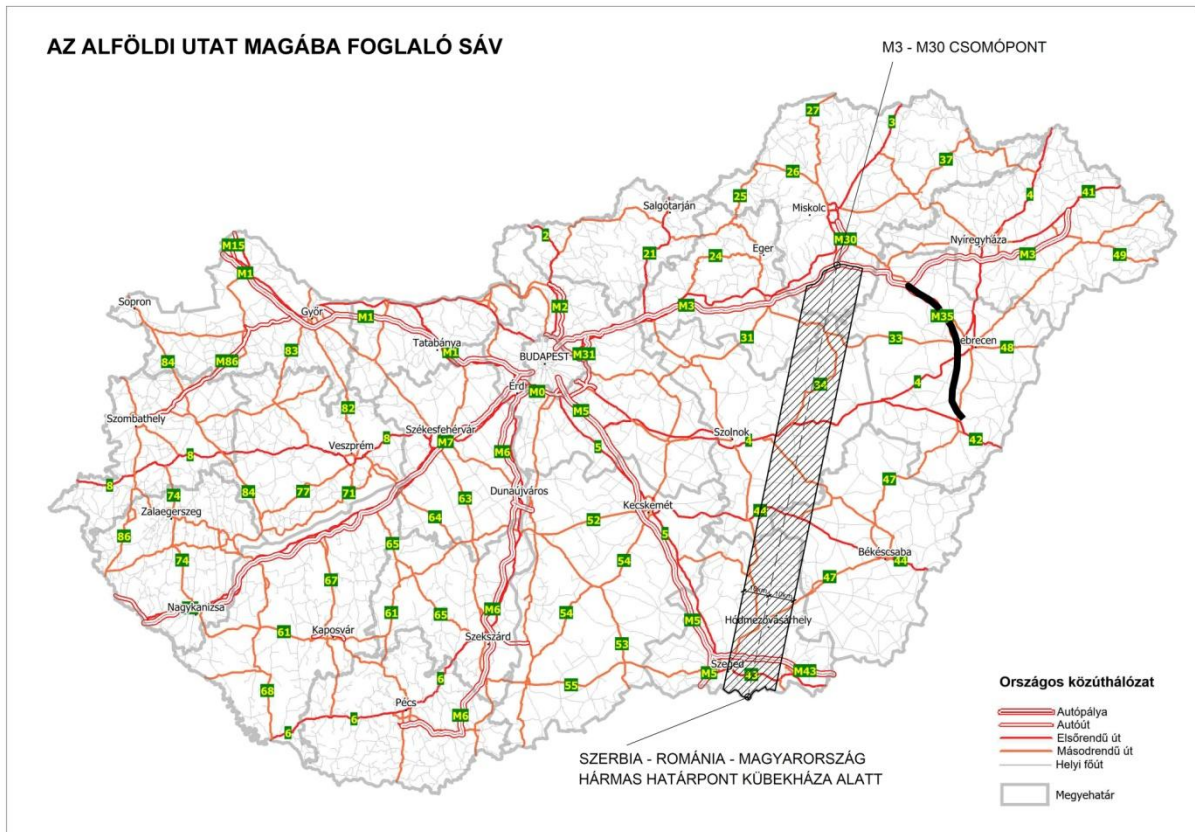 AZ ALFÖLDI UTAT MAGÁBA FOGLALÓ SÁV
M3 - M30 CSOMÓPONT
27
3
37
26
25
4
41
Salgótarján
Miskolc
M15
2
21
M30
Nyíregyháza
M1
24
Eger
M3
49
Sopron
M2
M3
M35
Győr
M1
31
33
ebrecen
48
84
83
Tatabánya
M1
M31
BUDAPEST
M86
Érd
M0
34
4
82
M5
Szombathely
Székesfehérvár
Szolnok
4
42
8
Veszprém
8
M7
M6
5
47
8
74
84
77
71
63
Dunaújváros
Zalaegerszeg
64
52
Kecskemét
44
86
5
65
54
Békéscsaba
44
74
67
47
10km
10km
Nagykanizsa
61
65
M6
54
M5
Hódmezővásárhely
61
Kaposvár
Szekszárd
53
Szeged
M5
43
M43
68
6
55
Pécs
6
6
M6
SZERBIA - ROMÁNIA - MAGYARORSZÁG
HÁRMAS HATÁRPONT KÜBEKHÁZA ALATT
Országos közúthálózat
Autópálya
Autóút
Elsőrendű út
Másodrendű út
Helyi főút
Megyehatár